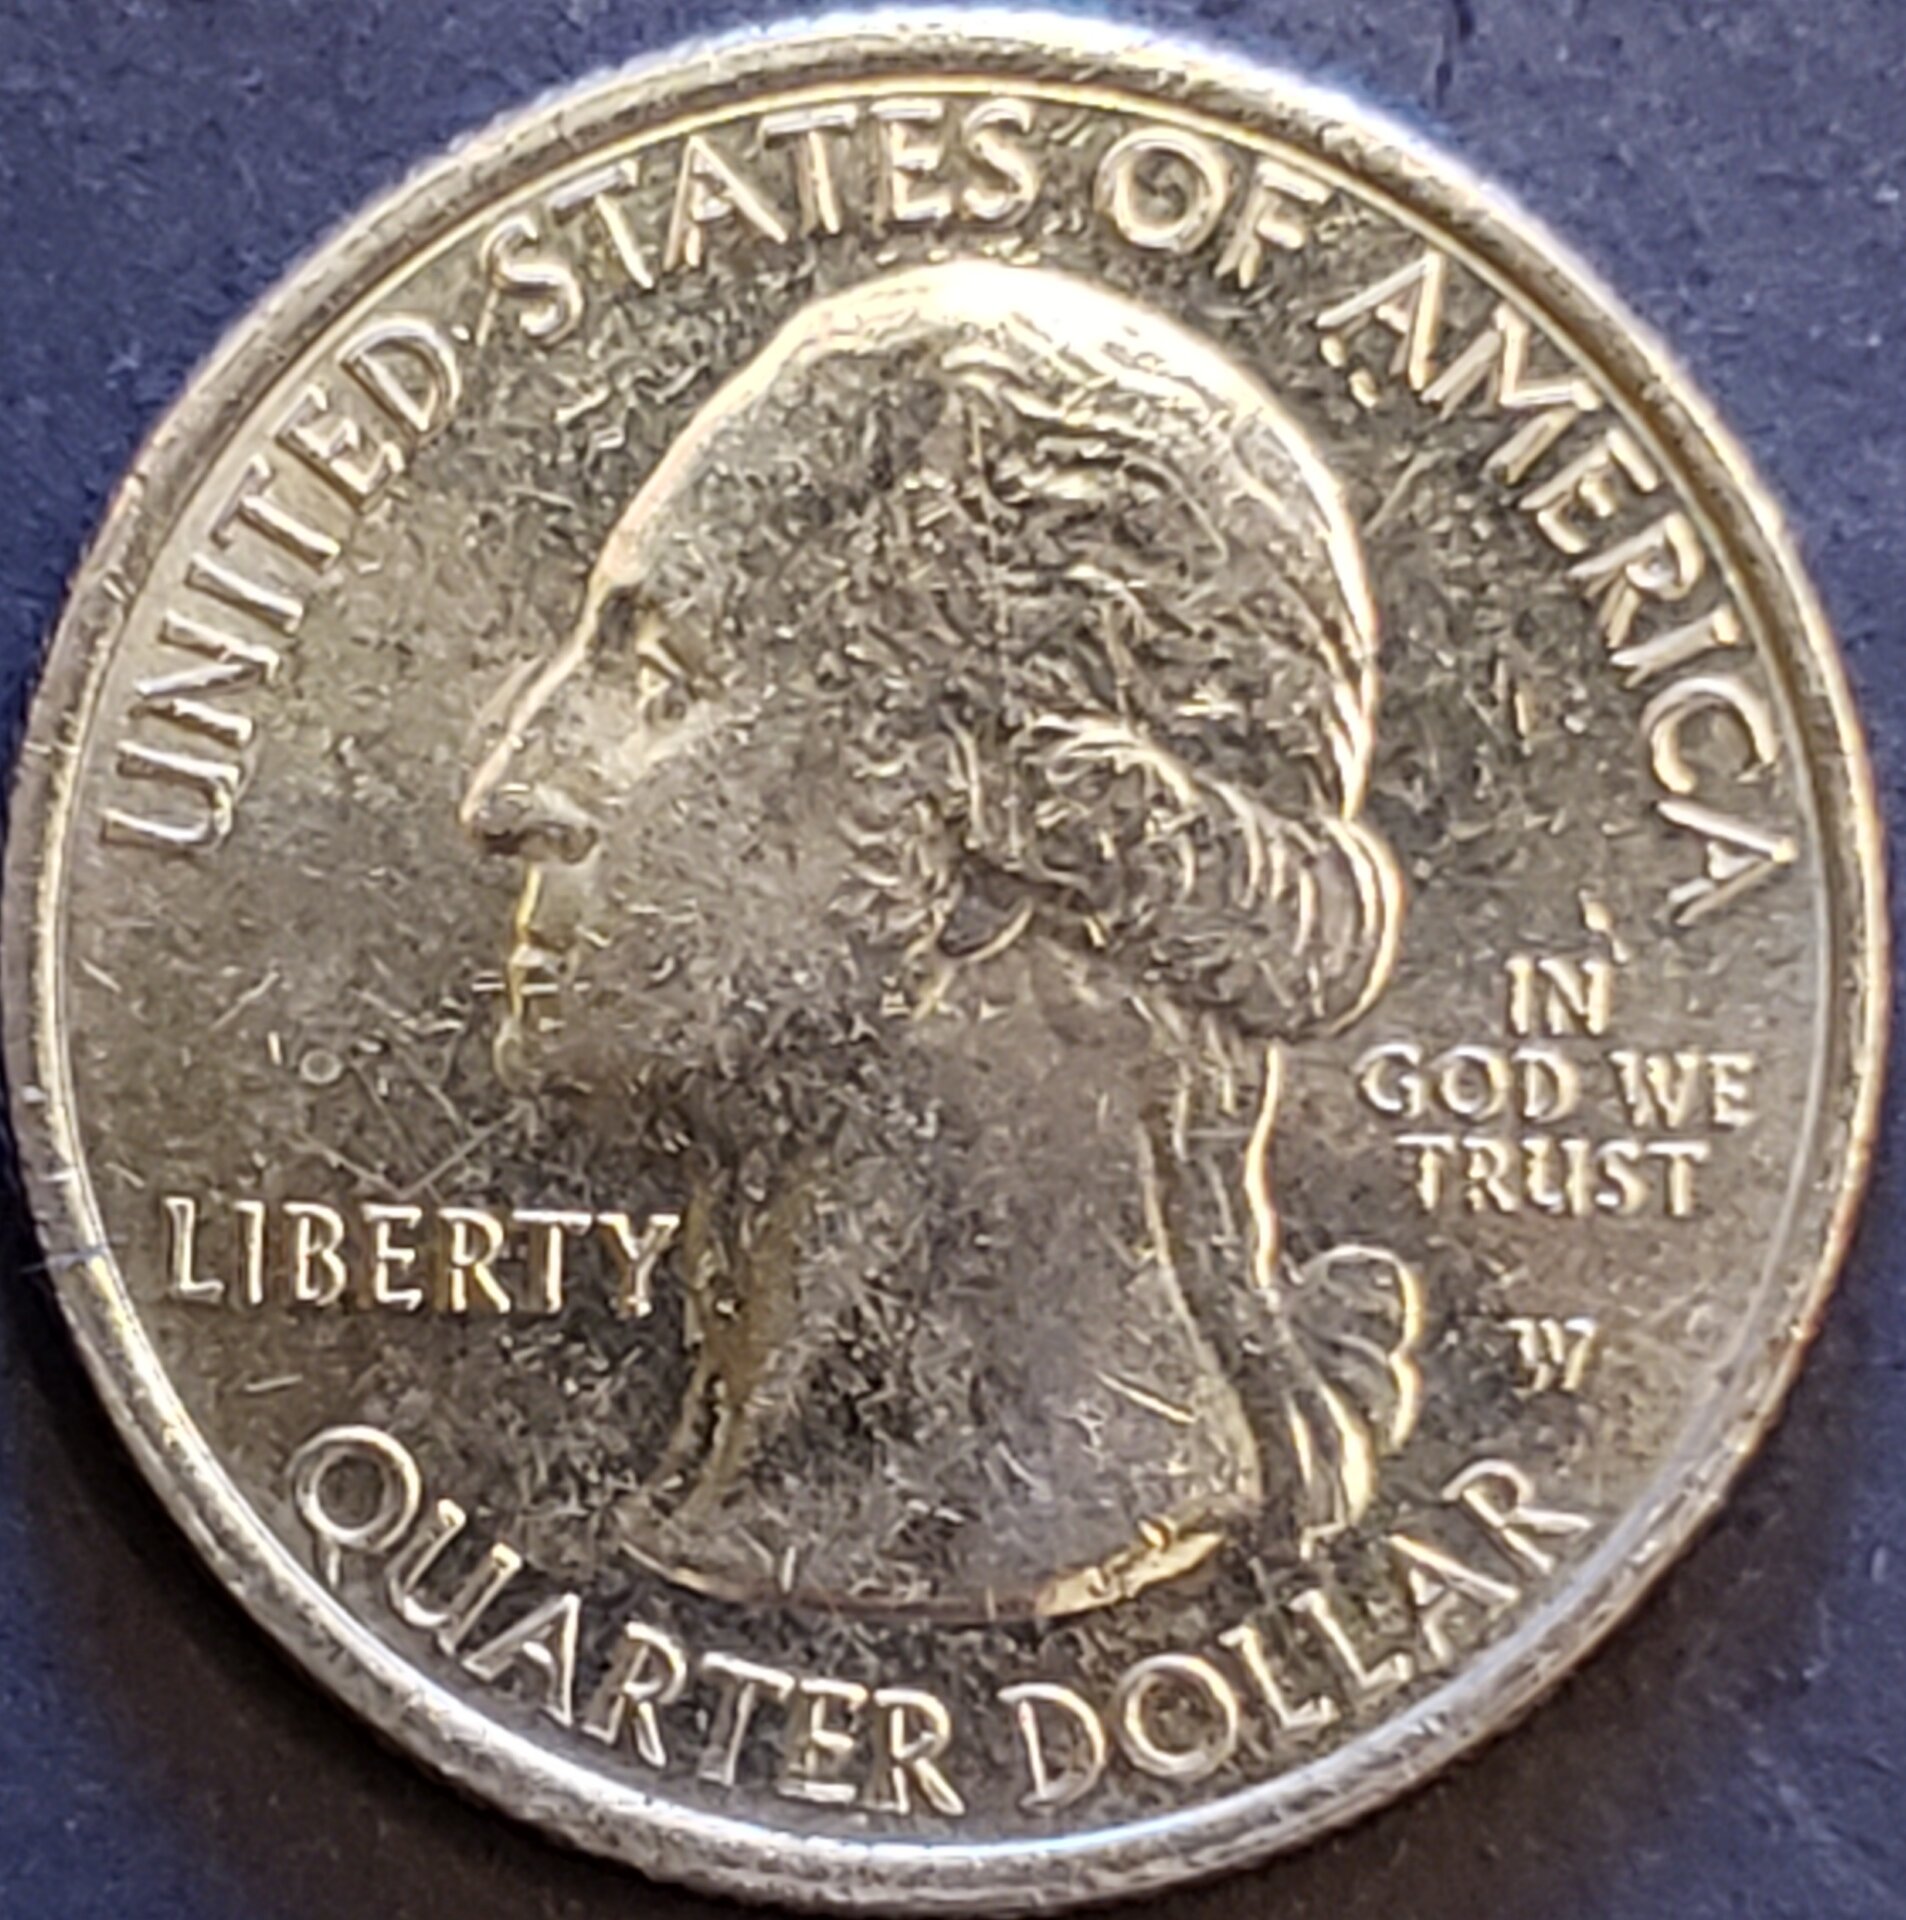 UNITED STATES OF AMERICA
LIBERTY
IN
GOD WE
TRUST
W
QUARTER DOLLAR